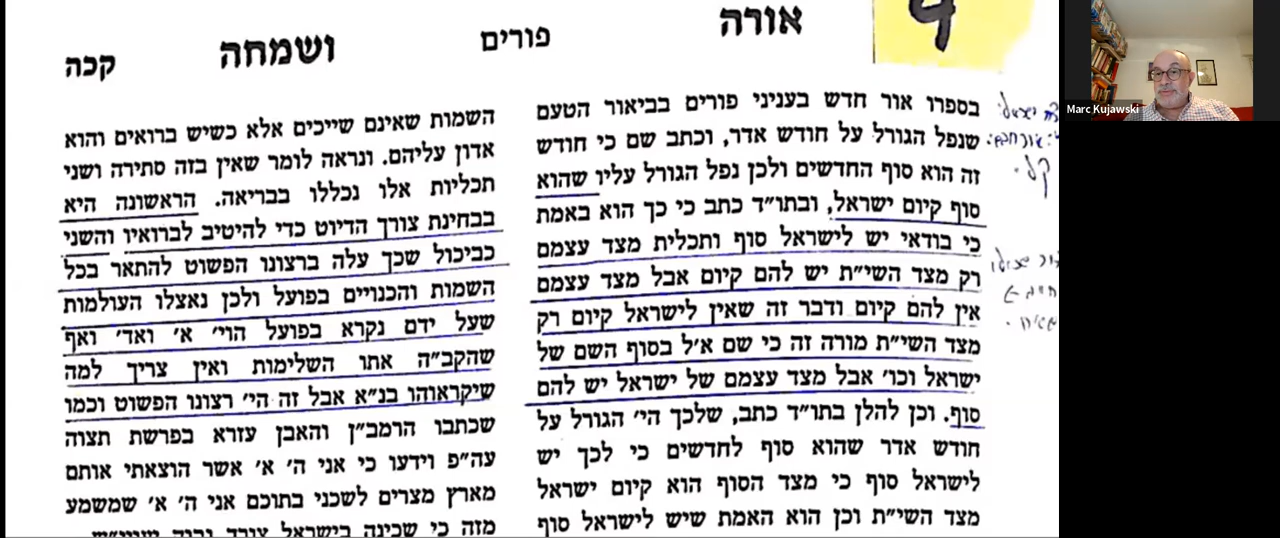 אורה
פורים
ושמחה
קכה
בספרו אור חדש בעניני פורים בביאור הטעם
שנפל הגורל על חודש אדר, וכתב שם כי חודש
זה הוא סוף החדשים ולכן נפל הגורל עליו שהוא
סוף קיום ישראל, ובתו״ד כתב כי כך הוא באמת
כי בודאי יש לישראל סוף ותכלית מצד עצמם
רק מצד השי״ת יש להם קיום אבל מצד עצמם
אין להם קיום ודבר זה שאין לישראל קיום רק
מצד השי״ת מורה זה כי שם א׳ל בסוף השם של
ישראל וכו׳ אבל מצד עצמם של ישראל יש להם
סוף. וכן להלן בתו״ד כתב, שלכך הי׳ הגורל על
חודש אדר שהוא סוף לחדשים כי לכך יש
לישראל סוף כי מצד הסוף הוא קיום ישראל
מצד השי״ת וכן הוא האמת שיש לישראל סוף
השמות שאינם שייכים אלא כשיש ברואים והוא
אדון עליהם. ונראה לומר שאין בזה סתירה ושני
תכליות אלו נכללו בבריאה. הראשונה היא
בבחינת צורך הדיוט כדי להיטיב לברואיו והשני
כביכול שכך עלה ברצונו הפשוט להתאר בכל
השמות והכנויים בפועל ולכן נאצלו העולמות
שעל ידם נקרא בפועל הוי׳ א׳ ואד׳ ואף
שהקב״ה אתו השלימות ואין צריך למה
שיקראוהו בנ״א אבל זה הי׳ רצונו הפשוט וכמו
שכתבו הרמב״ן והאבן עזרא בפרשת תצוה
עה״פ וידעו כי אני ה׳ א׳ אשר הוצאתי אותם
מארץ מצרים לשכני בתוכם אני ה׳ א׳ שמשמע
מזה כי שכינה בישראל צורך גבוה
Marc Kujawski